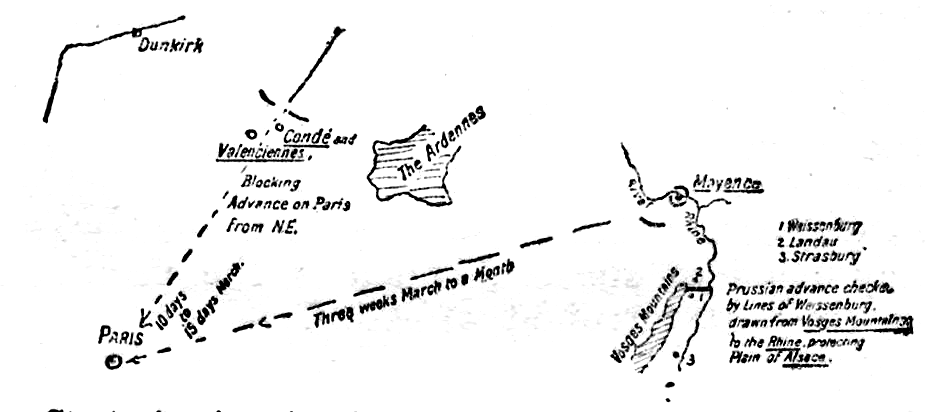 Dunkirk
Condé and
Valenciennes.
Blocking
Advance on Paris
From N.E.
The Ardennes
River
Mayence
Rhine
1 Weissenburg
2 Landau
3. Strasburg
Prussian advance checked
by Lines of Weissenburg,
drawn from Vosges Mountains
to the Rhine, protecting
Plain of Alsace.
Vosges Mountains
2
1
3
Three weeks March to a Month
10 days
to
15 days March.
PARIS